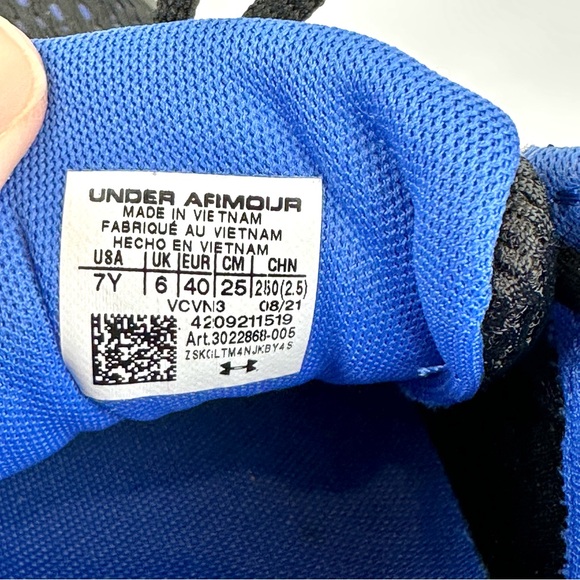 UNDER ARMOUR
MADE IN VIETNAM
FABRIQUÉ AU VIETNAM
HECHO EN VIETNAM
USA UK EUR CM CHN
7Y 6 40 25 250(2.5)
VCVN3 08/21
4209211519
Art.3022868-005
ZSKGLTM4NJKBY4S